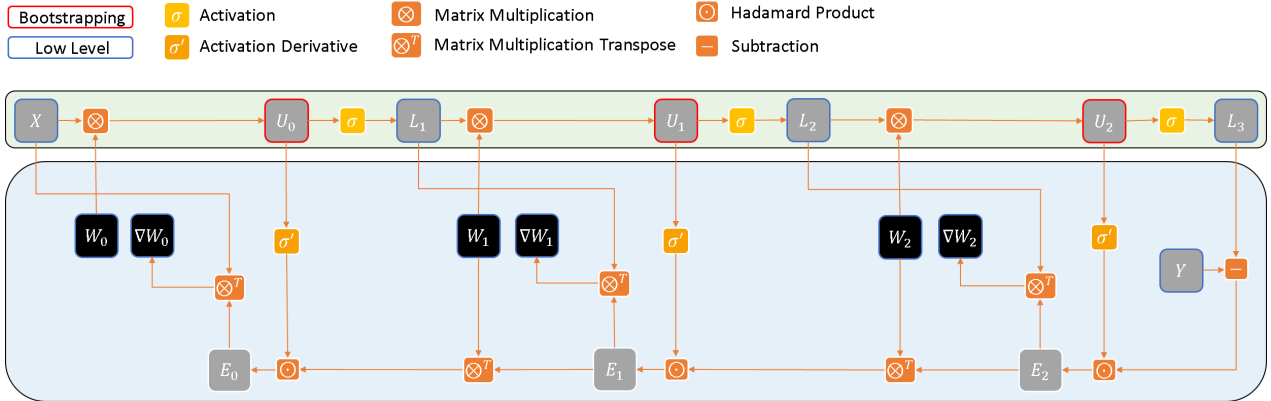 Bootstrapping σ Activation ⊗ Matrix Multiplication ⊙ Hadamard Product
Low Level σ′ Activation Derivative ⊗ᵀ Matrix Multiplication Transpose − Subtraction
X ⊗ U₀ σ L₁ ⊗ U₁ σ L₂ ⊗ U₂ σ L₃
W₀ ∇W₀ σ′ W₁ ∇W₁ σ′ W₂ ∇W₂ σ′
Y −
⊗ᵀ ⊗ᵀ ⊗ᵀ
E₀ ⊙ ⊗ᵀ E₁ ⊙ ⊗ᵀ E₂ ⊙